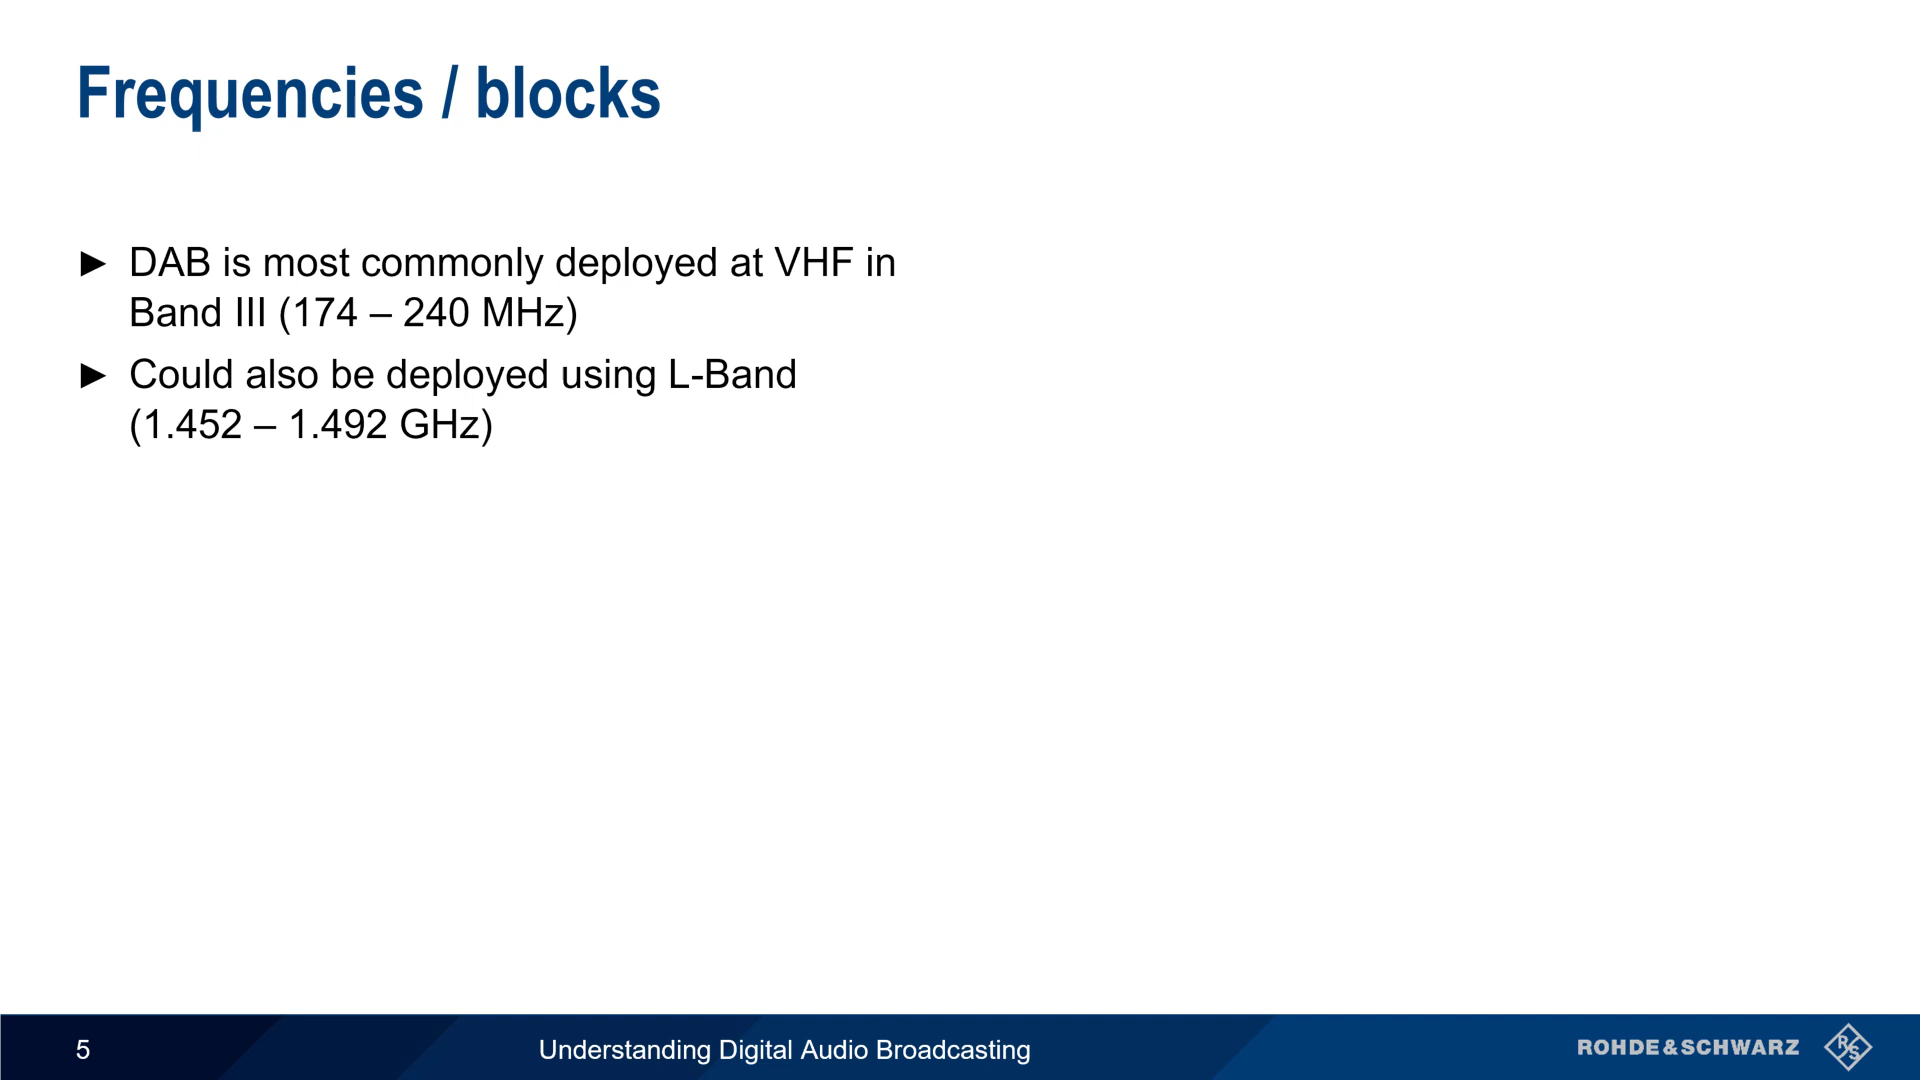 Frequencies / blocks
► DAB is most commonly deployed at VHF in
Band III (174 – 240 MHz)
► Could also be deployed using L-Band
(1.452 – 1.492 GHz)
5
Understanding Digital Audio Broadcasting
ROHDE&SCHWARZ
R&S